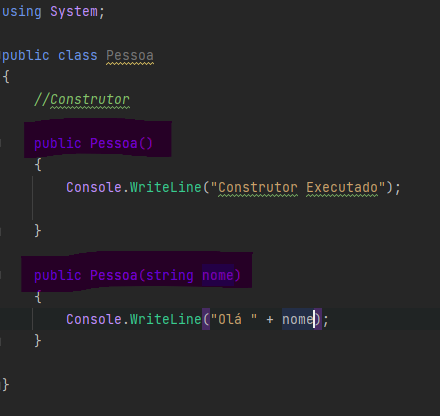 using System;
public class Pessoa
{
//Construtor
public Pessoa()
{
Console.WriteLine("Construtor Executado");
}
public Pessoa(string nome)
{
Console.WriteLine("Olá " + nome);
}
}